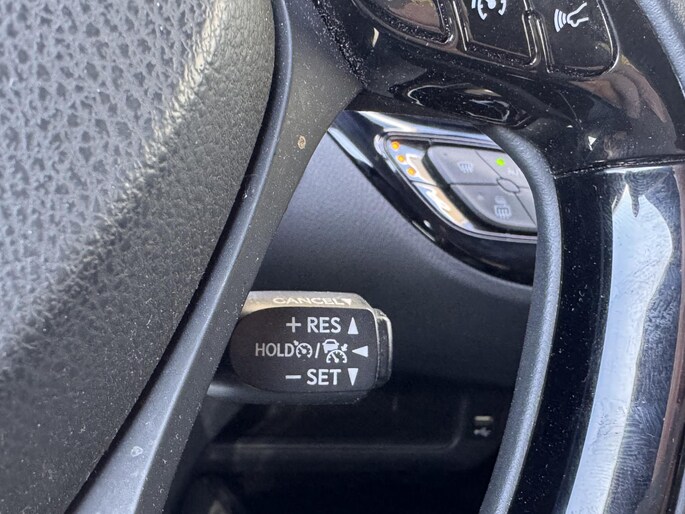 CANCEL▼
+ RES ▲
HOLD / ◄
− SET ▼